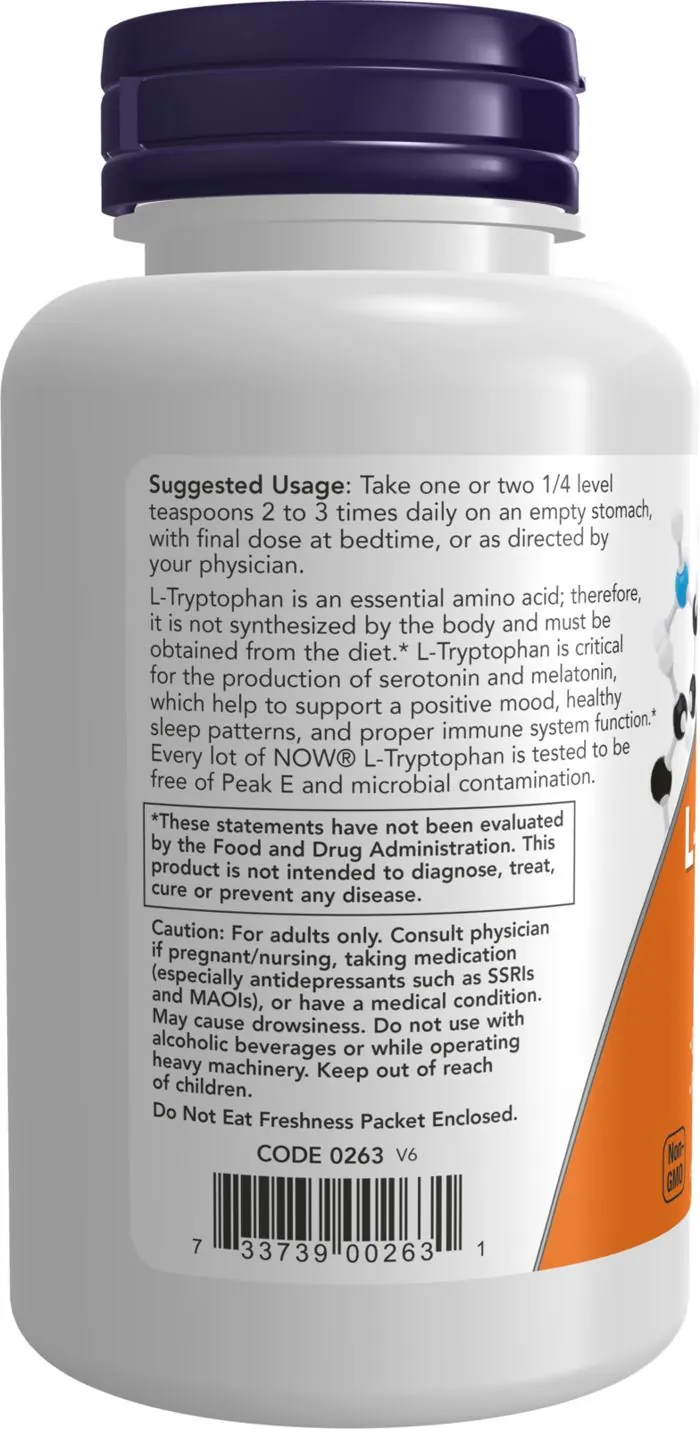 Suggested Usage: Take one or two 1/4 level
teaspoons 2 to 3 times daily on an empty stomach,
with final dose at bedtime, or as directed by
your physician.
L-Tryptophan is an essential amino acid; therefore,
it is not synthesized by the body and must be
obtained from the diet.* L-Tryptophan is critical
for the production of serotonin and melatonin,
which help to support a positive mood, healthy
sleep patterns, and proper immune system function.*
Every lot of NOW® L-Tryptophan is tested to be
free of Peak E and microbial contamination.
*These statements have not been evaluated
by the Food and Drug Administration. This
product is not intended to diagnose, treat,
cure or prevent any disease.
Caution: For adults only. Consult physician
if pregnant/nursing, taking medication
(especially antidepressants such as SSRIs
and MAOIs), or have a medical condition.
May cause drowsiness. Do not use with
alcoholic beverages or while operating
heavy machinery. Keep out of reach
of children.
Do Not Eat Freshness Packet Enclosed.
CODE 0263 V6
7 33739 00263 1
Non-
GMO